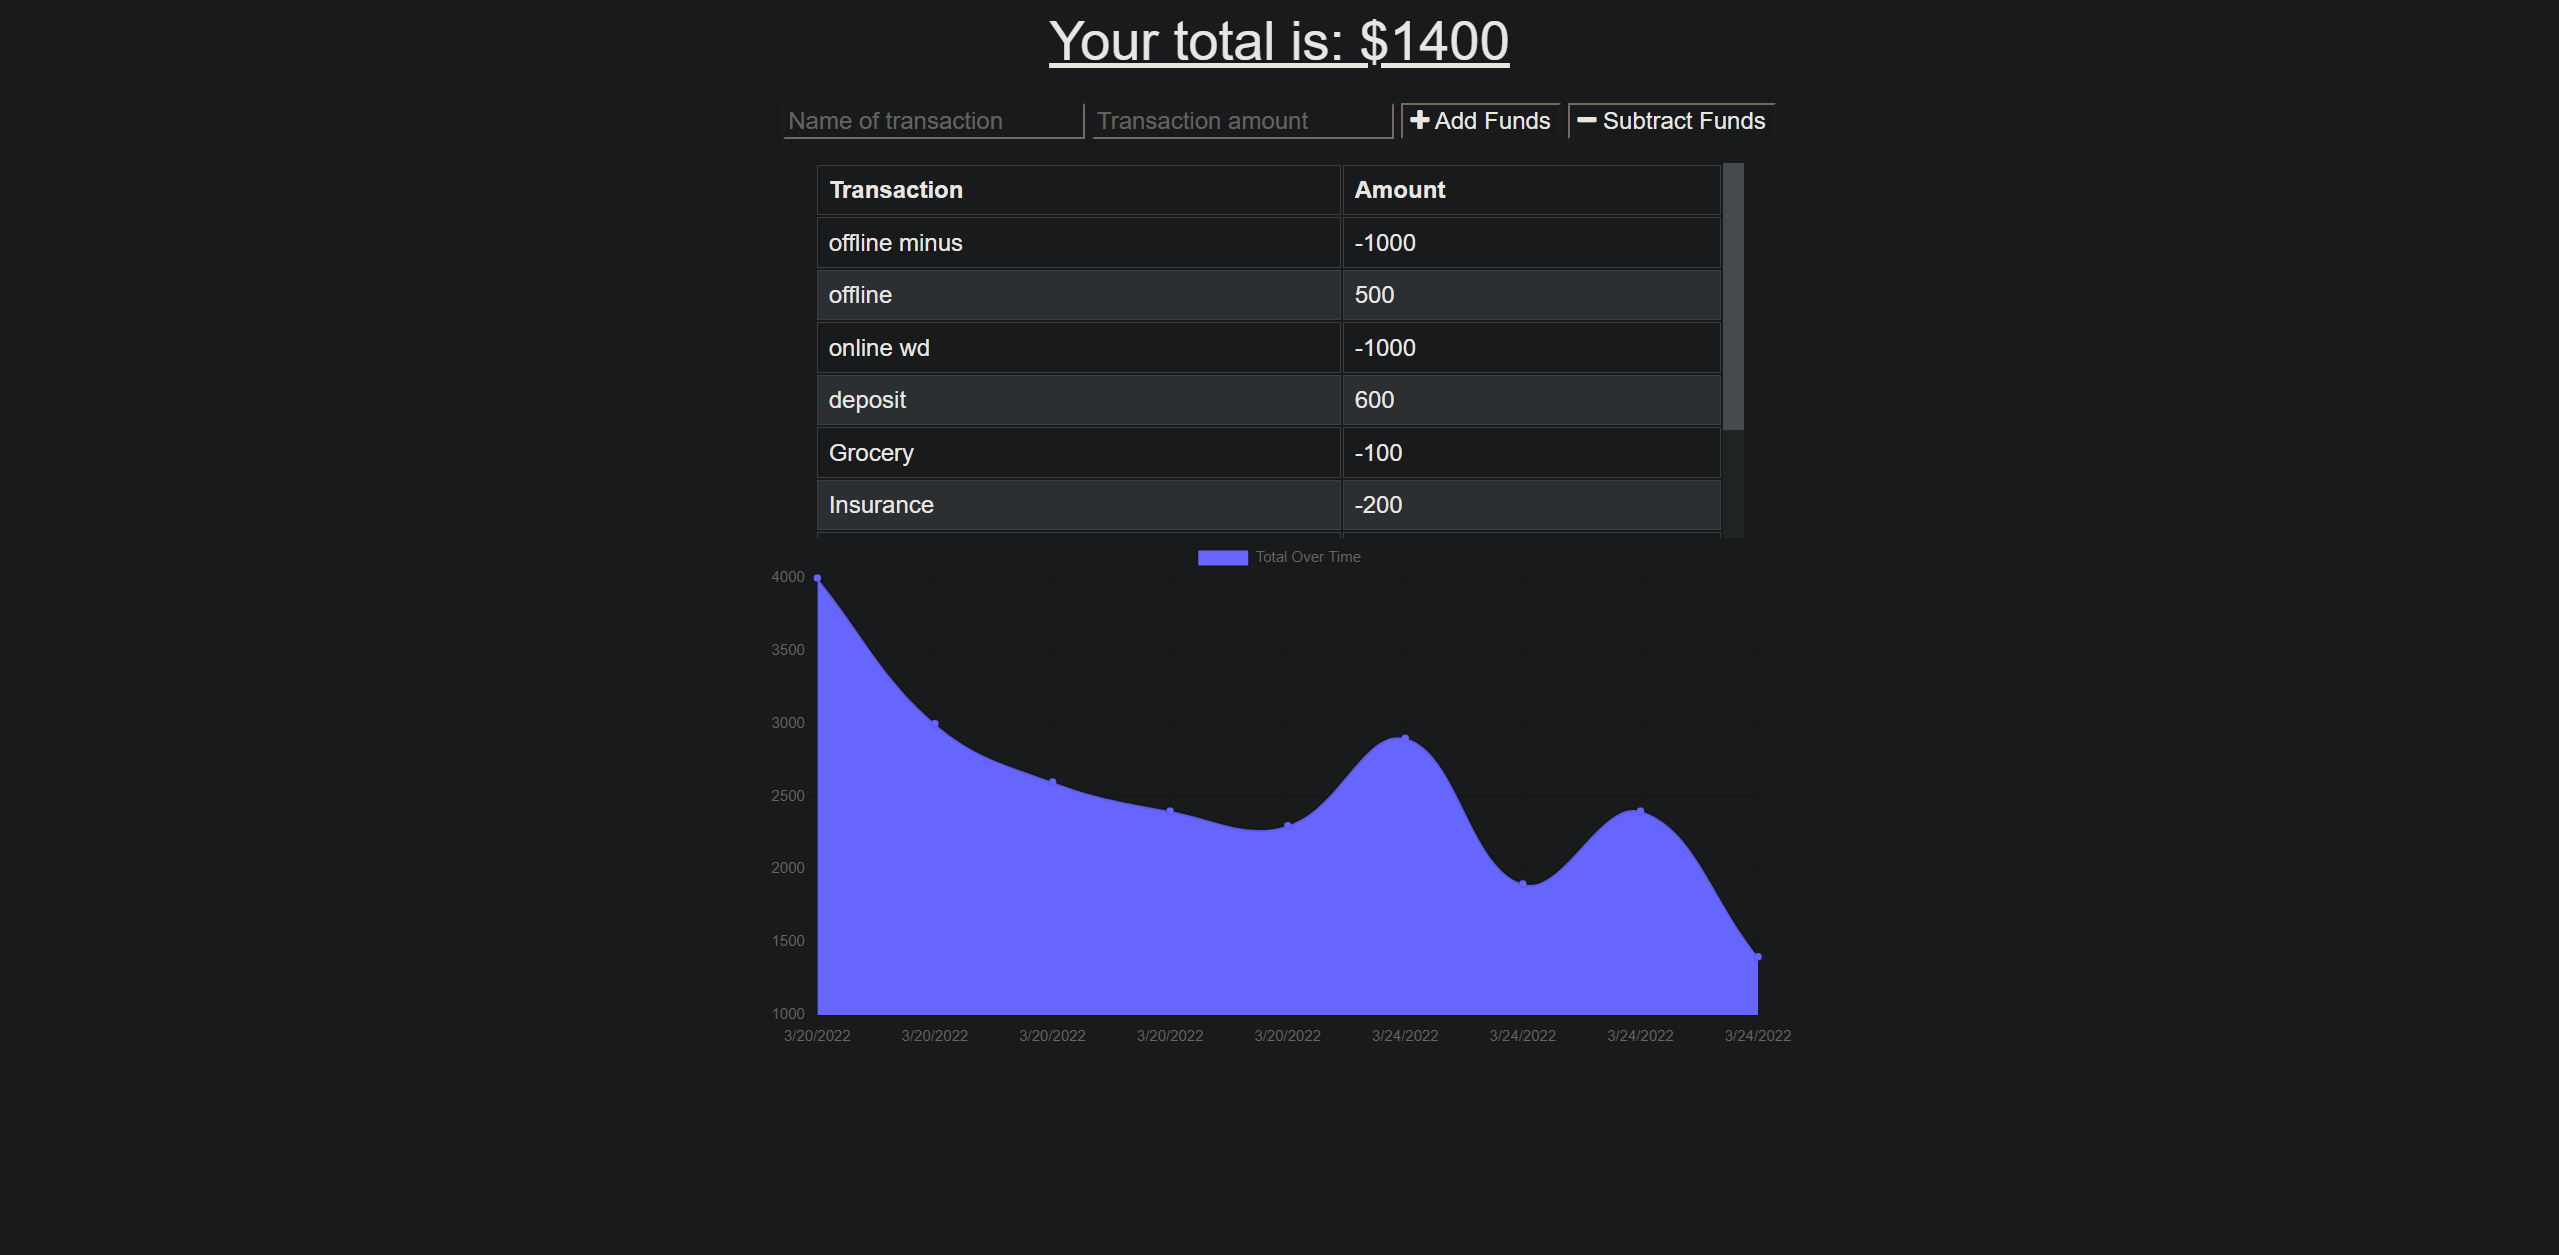 Your total is: $1400
Name of transaction Transaction amount Add Funds Subtract Funds
Transaction Amount
offline minus -1000
offline 500
online wd -1000
deposit 600
Grocery -100
Insurance -200
Total Over Time
4000
3500
3000
2500
2000
1500
1000
3/20/2022 3/20/2022 3/20/2022 3/20/2022 3/20/2022 3/24/2022 3/24/2022 3/24/2022 3/24/2022